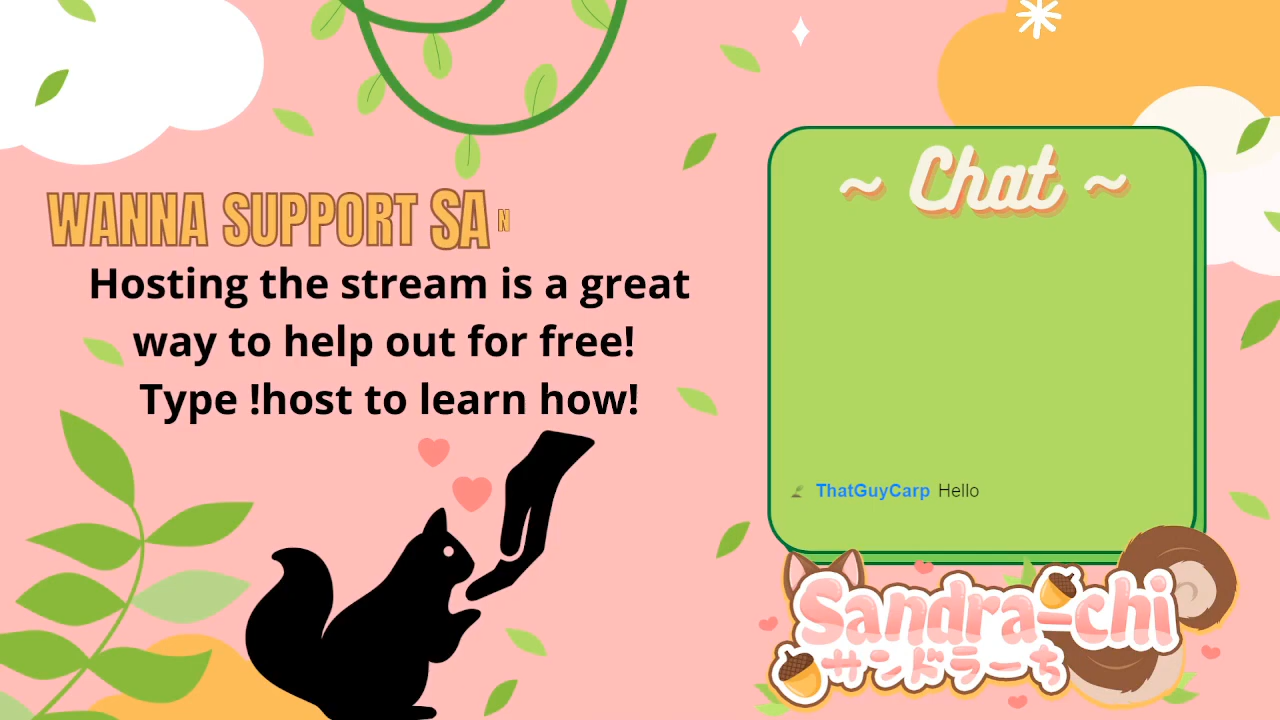 WANNA SUPPORT SAN
Hosting the stream is a great
way to help out for free!
Type !host to learn how!
~ Chat ~
ThatGuyCarp Hello
Sandra-chi
サンドラーち